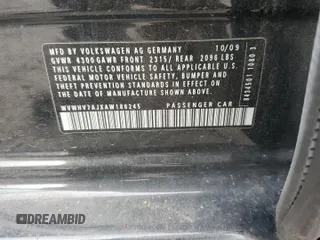 MFD. BY VOLKSWAGEN AG GERMANY 10/09
GVWR 4300 GAWR FRONT 2315/ REAR 2096 LBS
THIS VEHICLE CONFORMS TO ALL APPLICABLE
FEDERAL MOTOR VEHICLE SAFETY, BUMPER AND
THEFT PREVENTION STANDARDS IN EFFECT ON
THE DATE OF MANUFACTURE SHOWN ABOVE.
WVWHV7AJXAW180245 PASSENGER CAR
DREAMBID